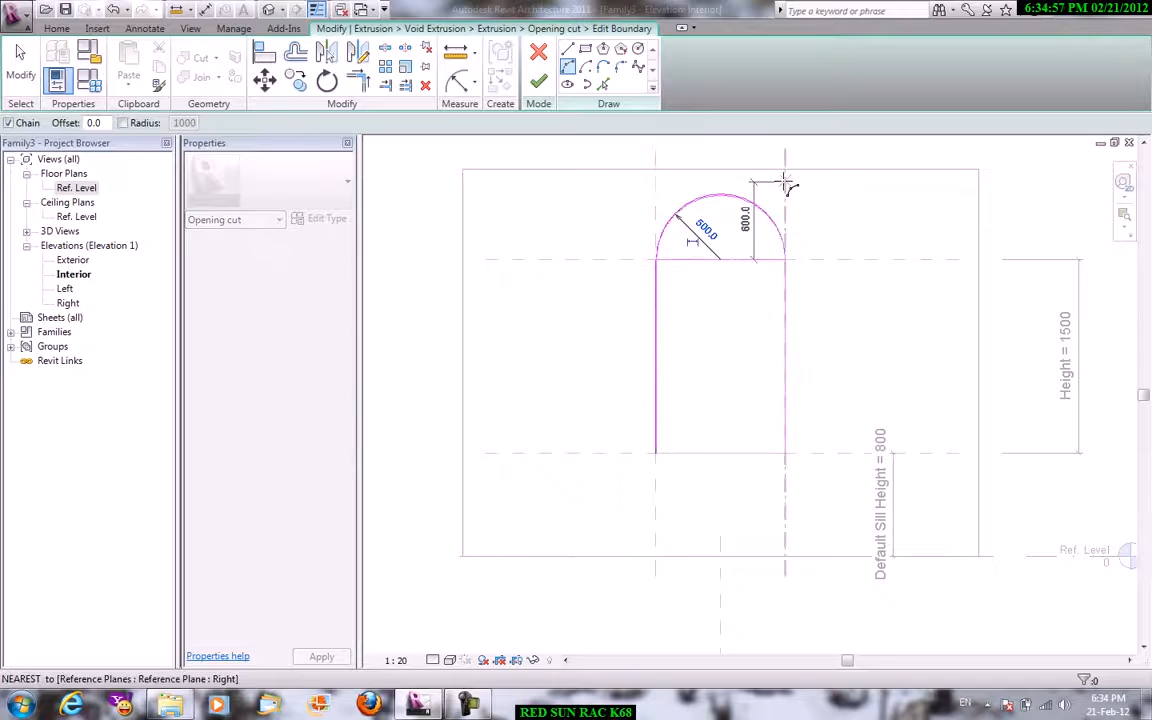 Autodesk Revit Architecture 2011 - [Family3 - Elevation: Interior]
Type a keyword or phrase
6:34:57 PM 02/21/2012
Home Insert Annotate View Manage Add-Ins Modify | Extrusion > Void Extrusion > Extrusion > Opening cut > Edit Boundary
Modify
Paste
Cut
Join
Select Properties Clipboard Geometry Modify Measure Create Mode Draw
Chain Offset: 0.0 Radius: 1000
Family3 - Project Browser
Views (all)
Floor Plans
Ref. Level
Ceiling Plans
Ref. Level
3D Views
Elevations (Elevation 1)
Exterior
Interior
Left
Right
Sheets (all)
Families
Groups
Revit Links
Properties
Opening cut
Edit Type
Properties help
Apply
500.0
600.0
Height = 1500
Default Sill Height = 800
Ref. Level
0
2D
1 : 20
NEAREST to [Reference Planes : Reference Plane : Right]
:0
EN
6:34 PM
21-Feb-12
RED SUN RAC K68